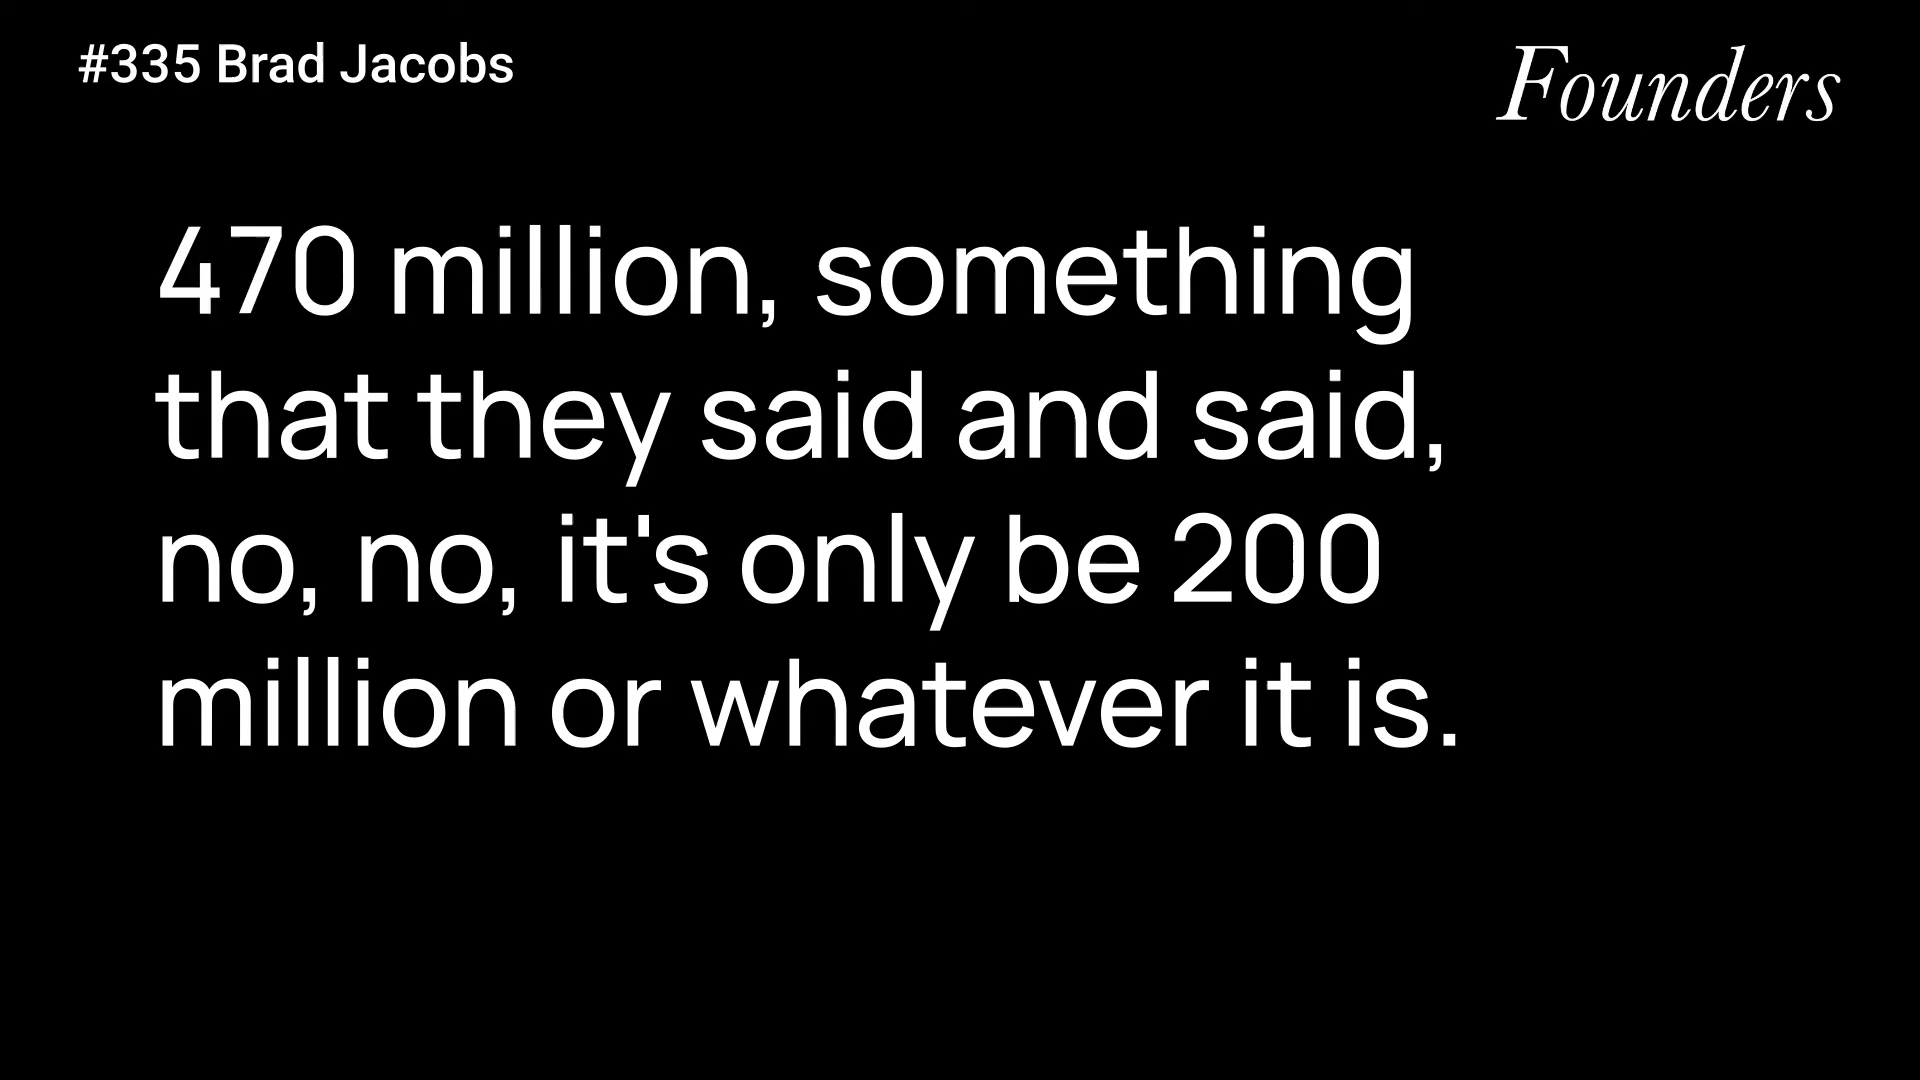 #335 Brad Jacobs
Founders
470 million, something
that they said and said,
no, no, it's only be 200
million or whatever it is.